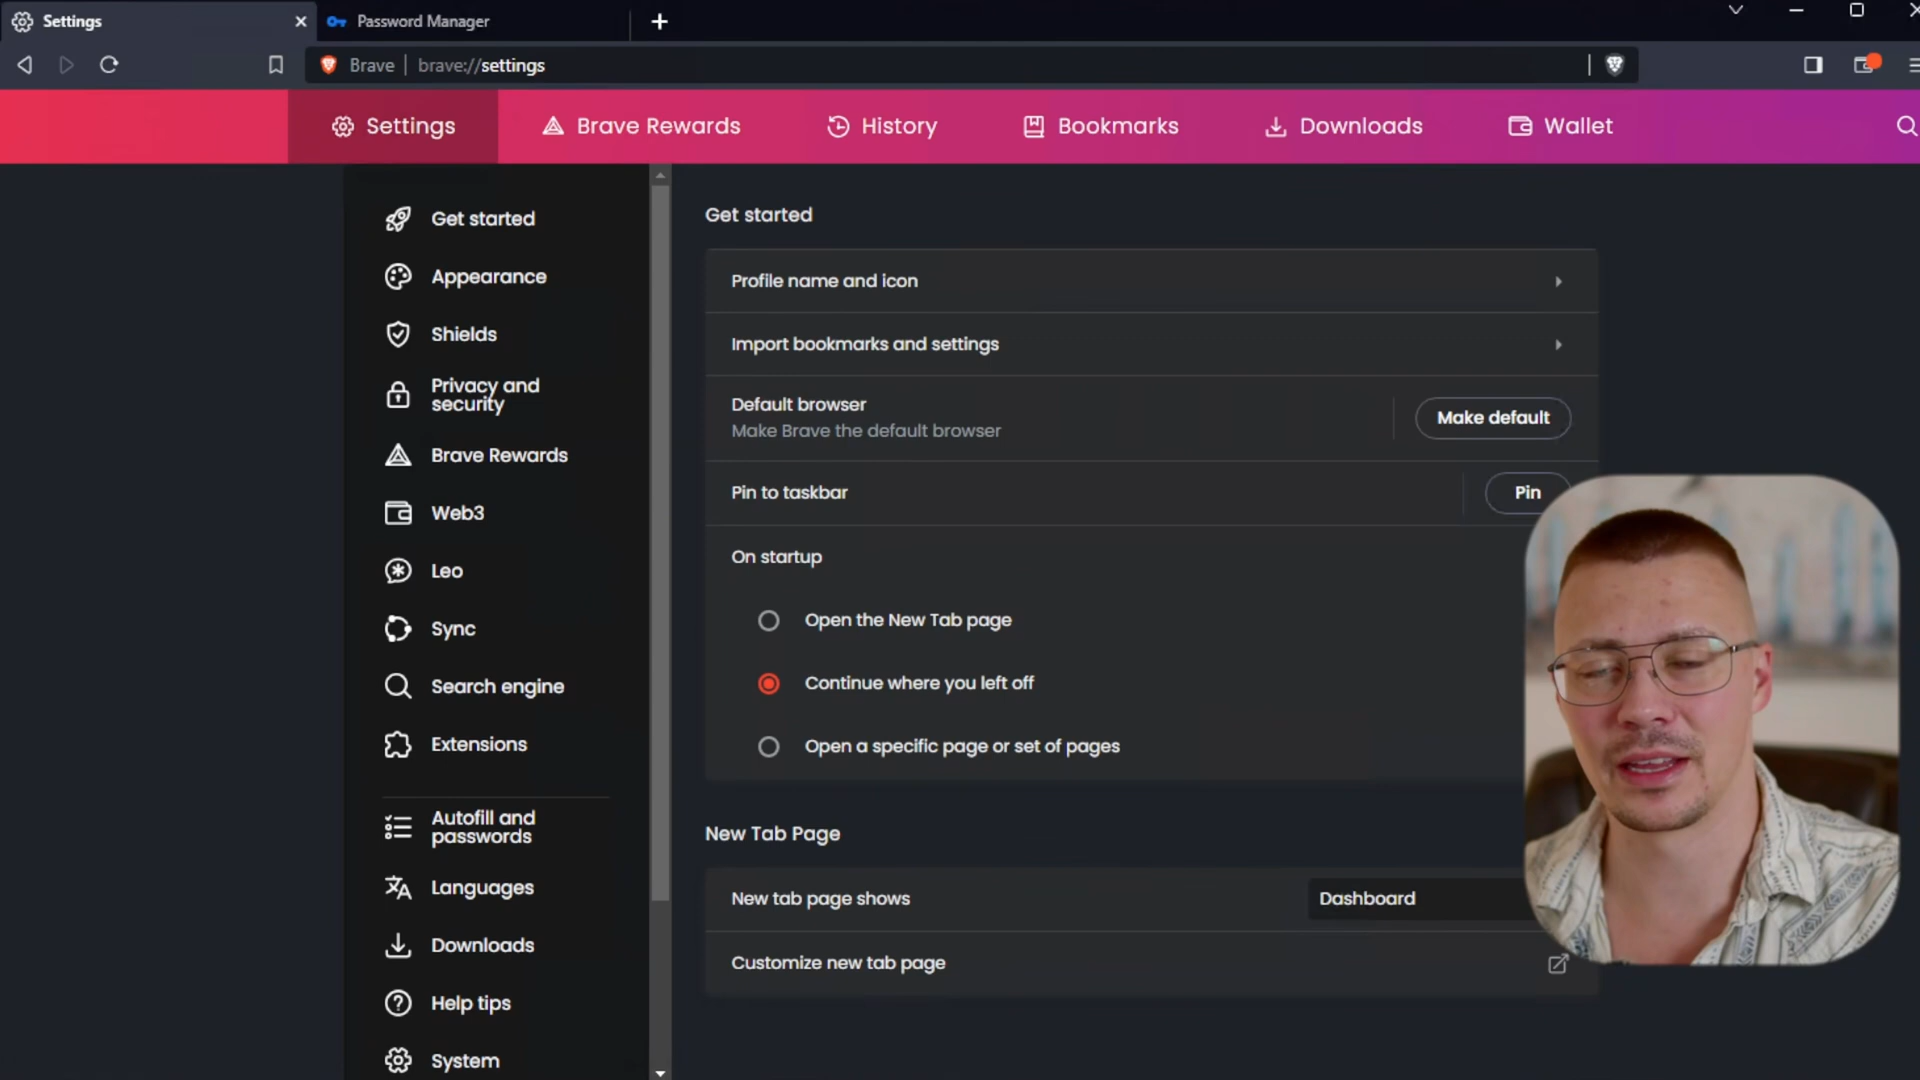 Settings
Password Manager
Brave
brave://settings
Settings
Brave Rewards
History
Bookmarks
Downloads
Wallet
Get started
Appearance
Shields
Privacy and
security
Brave Rewards
Web3
Leo
Sync
Search engine
Extensions
Autofill and
passwords
Languages
Downloads
Help tips
System
Get started
Profile name and icon
Import bookmarks and settings
Default browser
Make Brave the default browser
Make default
Pin to taskbar
Pin
On startup
Open the New Tab page
Continue where you left off
Open a specific page or set of pages
New Tab Page
New tab page shows
Dashboard
Customize new tab page